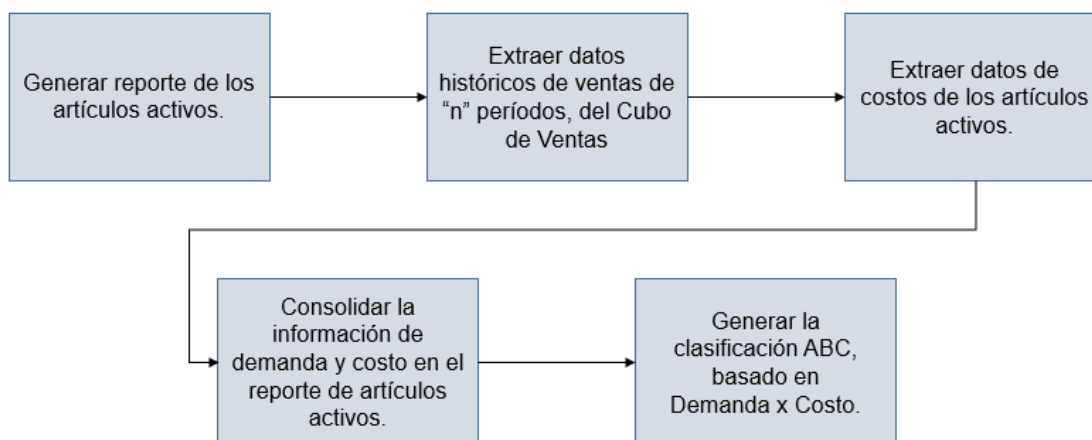 Generar reporte de los
artículos activos.
Extraer datos
históricos de ventas de
“n” períodos, del Cubo
de Ventas
Extraer datos de
costos de los artículos
activos.
Consolidar la
información de
demanda y costo en el
reporte de artículos
activos.
Generar la
clasificación ABC,
basado en
Demanda x Costo.